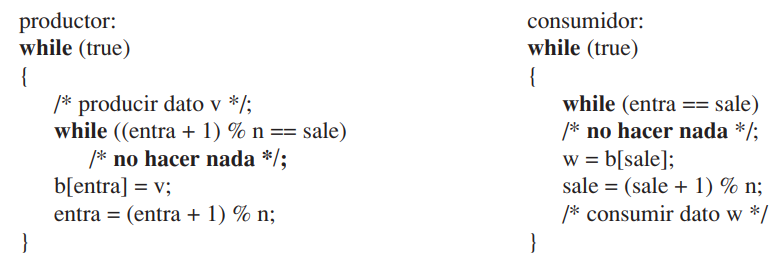 productor:
while (true)
{
/* producir dato v */;
while ((entra + 1) % n == sale)
/* no hacer nada */;
b[entra] = v;
entra = (entra + 1) % n;
}
consumidor:
while (true)
{
while (entra == sale)
/* no hacer nada */;
w = b[sale];
sale = (sale + 1) % n;
/* consumir dato w */
}